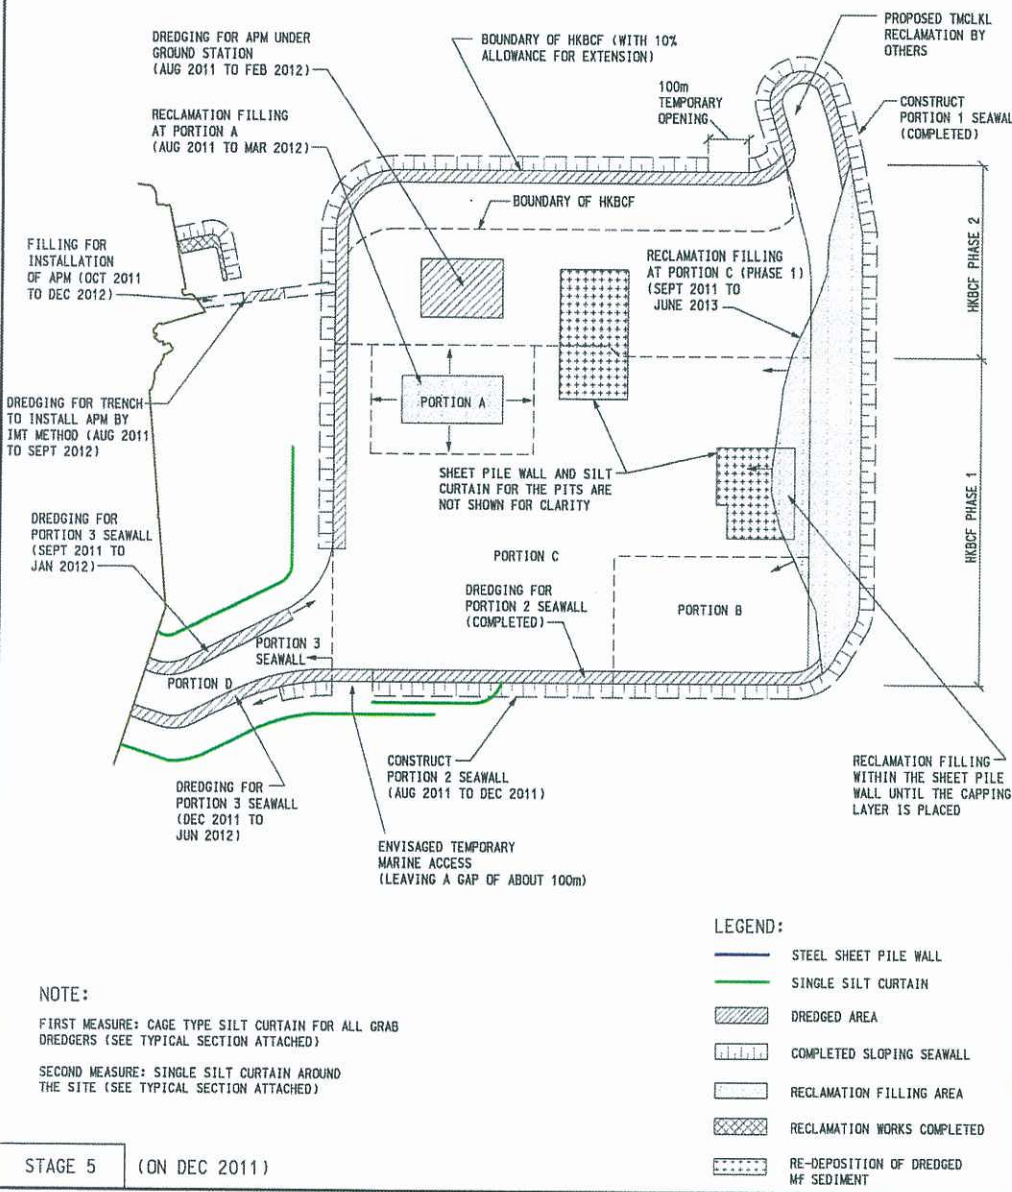 DREDGING FOR APM UNDER
GROUND STATION
(AUG 2011 TO FEB 2012)
BOUNDARY OF HKBCF (WITH 10%
ALLOWANCE FOR EXTENSION)
PROPOSED TMCLKL
RECLAMATION BY
OTHERS
100m
TEMPORARY
OPENING
CONSTRUCT
PORTION 1 SEAWAL
(COMPLETED)
RECLAMATION FILLING
AT PORTION A
(AUG 2011 TO MAR 2012)
BOUNDARY OF HKBCF
FILLING FOR
INSTALLATION
OF APM (OCT 2011
TO DEC 2012)
RECLAMATION FILLING
AT PORTION C (PHASE 1)
(SEPT 2011 TO
JUNE 2013
HKBCF PHASE 2
DREDGING FOR TRENCH
TO INSTALL APM BY
IMT METHOD (AUG 2011
TO SEPT 2012)
PORTION A
SHEET PILE WALL AND SILT
CURTAIN FOR THE PITS ARE
NOT SHOWN FOR CLARITY
HKBCF PHASE 1
DREDGING FOR
PORTION 3 SEAWALL
(SEPT 2011 TO
JAN 2012)
PORTION C
DREDGING FOR
PORTION 2 SEAWALL
(COMPLETED)
PORTION B
PORTION 3
SEAWALL
PORTION D
DREDGING FOR
PORTION 3 SEAWALL
(DEC 2011 TO
JUN 2012)
CONSTRUCT
PORTION 2 SEAWALL
(AUG 2011 TO DEC 2011)
ENVISAGED TEMPORARY
MARINE ACCESS
(LEAVING A GAP OF ABOUT 100m)
RECLAMATION FILLING
WITHIN THE SHEET PILE
WALL UNTIL THE CAPPING
LAYER IS PLACED
LEGEND:
STEEL SHEET PILE WALL
SINGLE SILT CURTAIN
DREDGED AREA
COMPLETED SLOPING SEAWALL
RECLAMATION FILLING AREA
RECLAMATION WORKS COMPLETED
RE-DEPOSITION OF DREDGED
Mf SEDIMENT
NOTE:
FIRST MEASURE: CAGE TYPE SILT CURTAIN FOR ALL GRAB
DREDGERS (SEE TYPICAL SECTION ATTACHED)
SECOND MEASURE: SINGLE SILT CURTAIN AROUND
THE SITE (SEE TYPICAL SECTION ATTACHED)
STAGE 5 (ON DEC 2011)